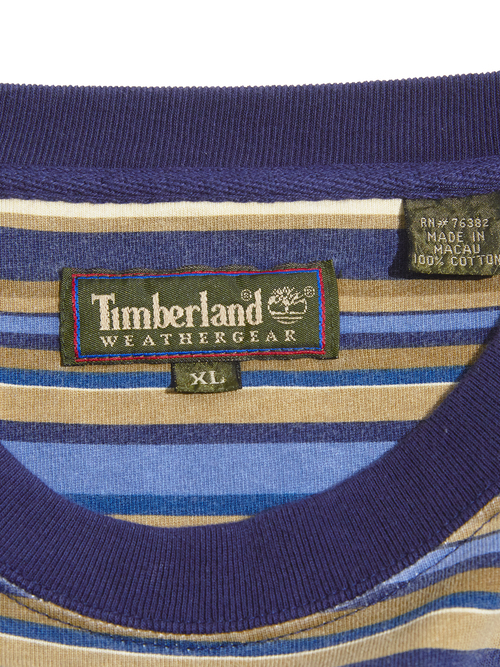 RN# 76382
MADE IN
MACAU
100% COTTON
Timberland®
WEATHERGEAR
XL